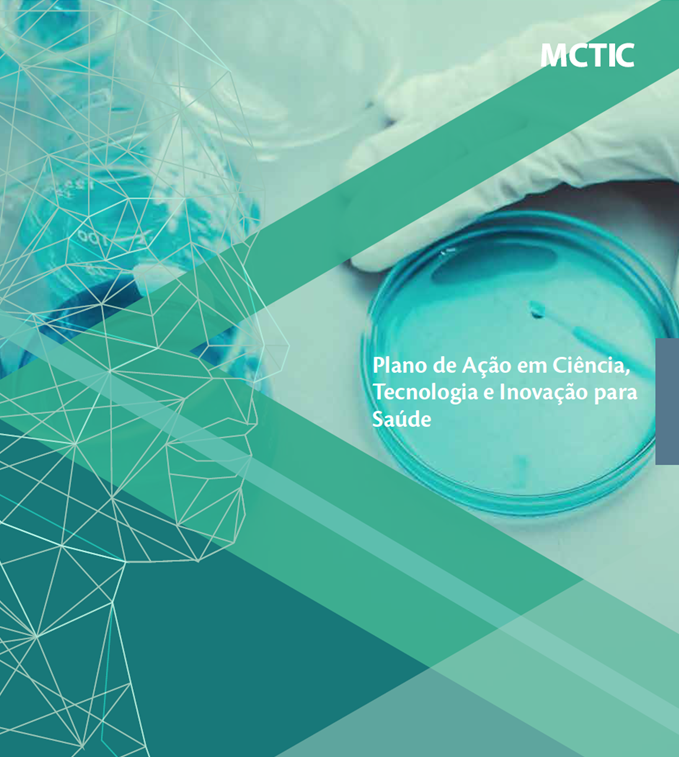 MCTIC
Plano de Ação em Ciência,
Tecnologia e Inovação para
Saúde